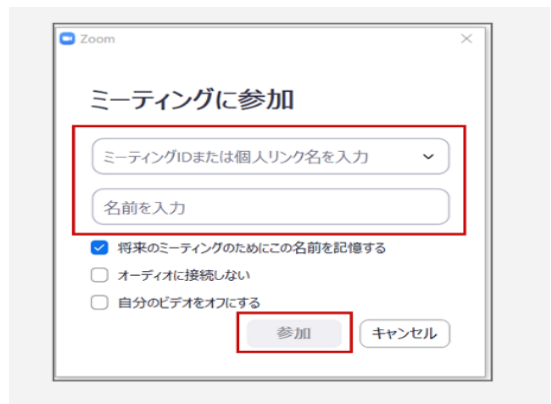 Zoom
ミーティングに参加
ミーティングIDまたは個人リンク名を入力
名前を入力
将来のミーティングのためにこの名前を記憶する
オーディオに接続しない
自分のビデオをオフにする
参加 キャンセル